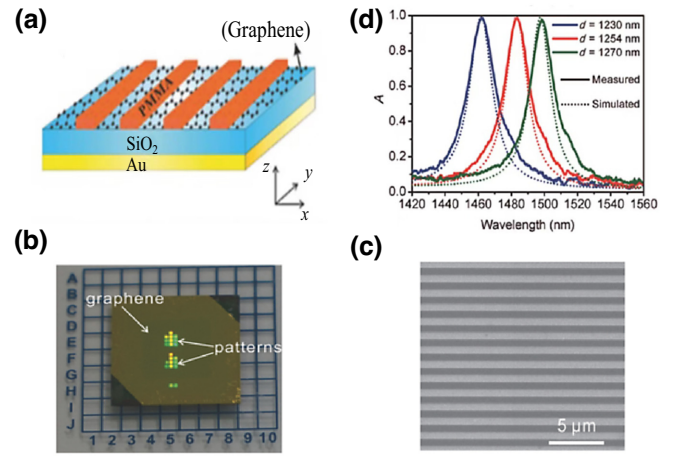 (a)
(Graphene)
PMMA
SiO₂
Au
z
y
x
(d)
1.0
0.8
0.6
0.4
0.2
0.0
A
d = 1230 nm
d = 1254 nm
d = 1270 nm
Measured
Simulated
1420 1440 1460 1480 1500 1520 1540 1560
Wavelength (nm)
(b)
A
B
C
D
E
F
G
H
I
J
graphene
patterns
1 2 3 4 5 6 7 8 9 10
(c)
5 μm